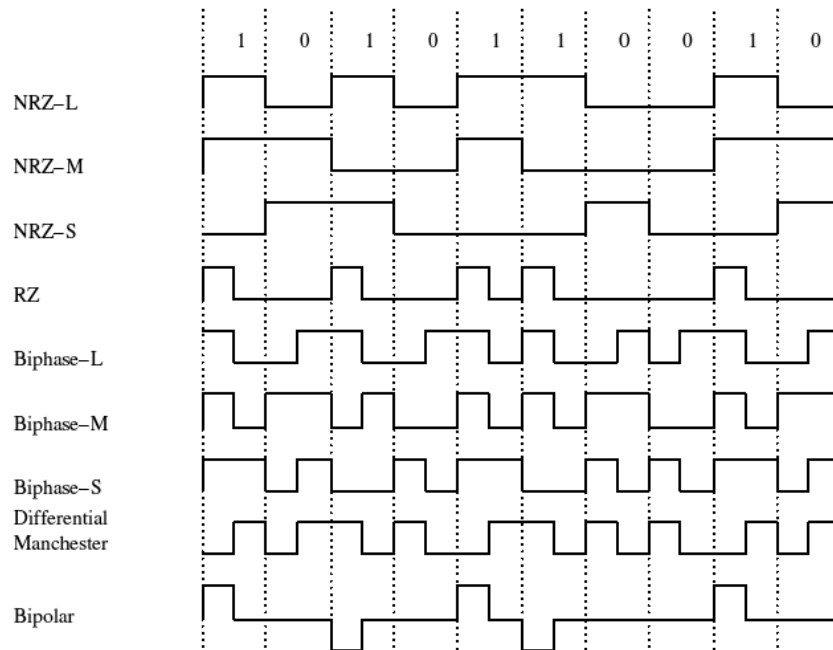 1 0 1 0 1 1 0 0 1 0
NRZ–L
NRZ–M
NRZ–S
RZ
Biphase–L
Biphase–M
Biphase–S
Differential
Manchester
Bipolar